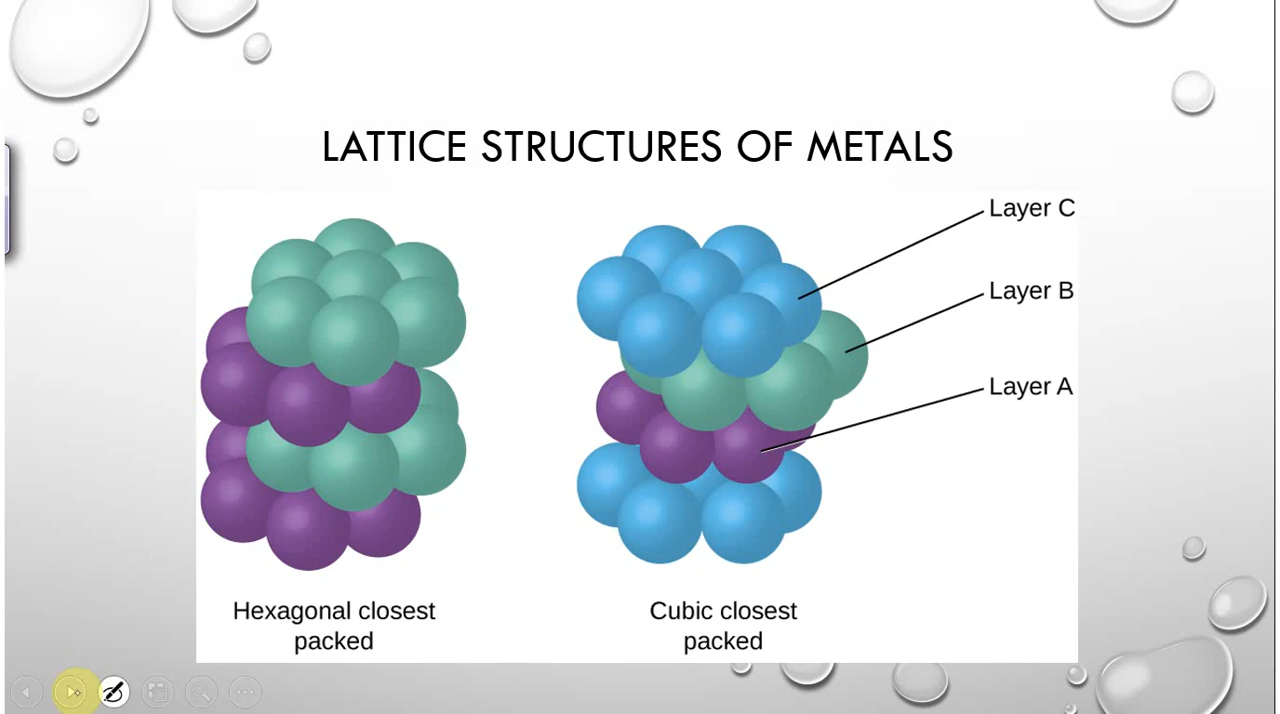 LATTICE STRUCTURES OF METALS
Layer C
Layer B
Layer A
Hexagonal closest
packed
Cubic closest
packed